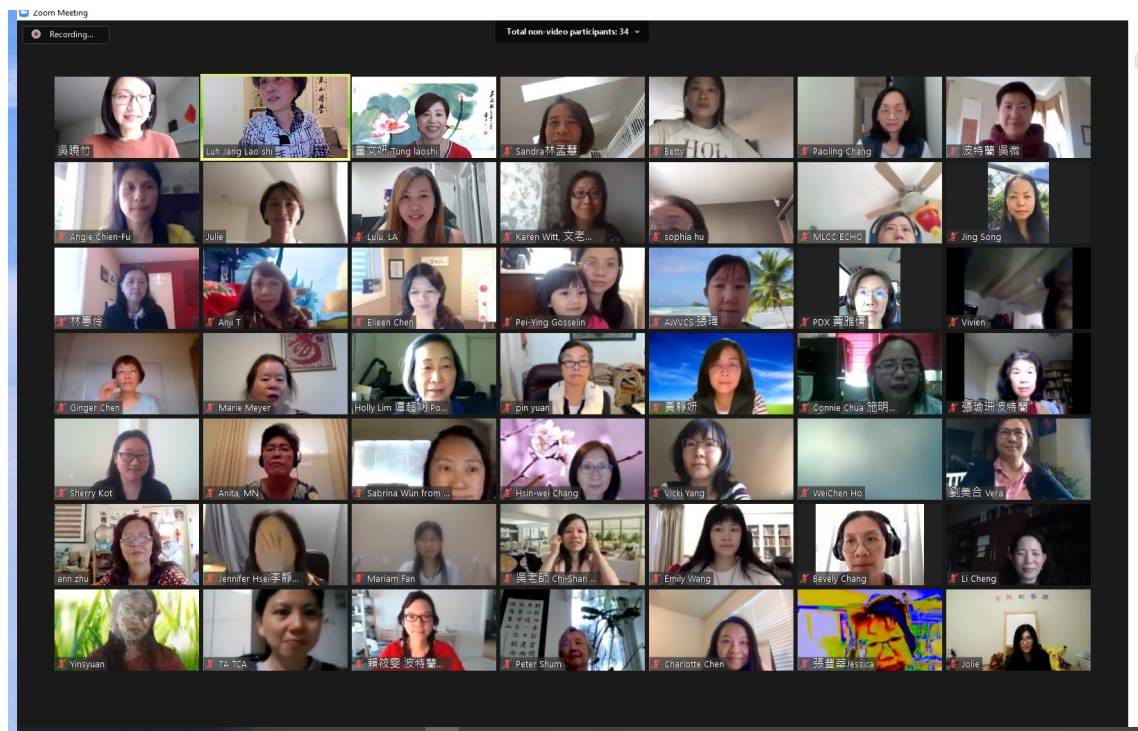 Zoom Meeting
Recording...
Total non-video participants: 34
吳曉竹
Luh Jang Lao shi
童文妍 Tung laoshi
Sandra林孟慧
Betty
Paoling Chang
波特蘭 吳微
Angie Chien-Fu
Julie
Lulu, LA
Karen Witt, 文老...
sophia hu
MLCC ECHO
Jing Song
林惠伶
Anji T
Elieen Chen
Pei-Ying Gosselin
AWVCS 張瑋
PDX 黃雅倩
Vivien
Ginger Chen
Marie Meyer
Holly Lim 潭超劝 Po...
pin yuan
黃靜妍
Connie Chua 施明...
張瑜珊波特蘭
Sherry Kot
Anita, MN
Sabrina Wun from ...
Hsin-wei Chang
Vicki Yang
WeiChen Ho
劉美合 Vera
ann zhu
Jennifer Hsei李靜...
Mariam Fan
吳老師 Chi-Shan ...
Emily Wang
Bevely Chang
Li Cheng
Yinsyuan
7A TCA
賴筱雯 波特蘭...
Peter Shum
Charlotte Chen
張豐華Jessica
Jolie